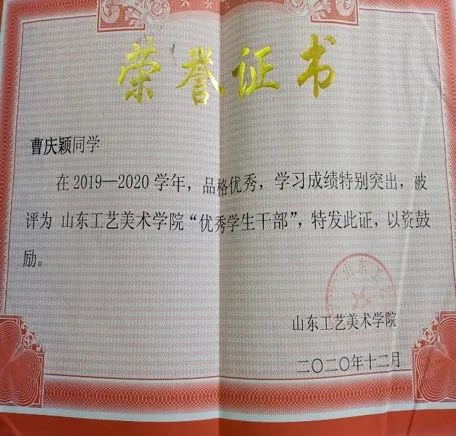 荣誉证书
曹庆颖同学
在2019—2020学年，品格优秀，学习成绩特别突出，被
评为 山东工艺美术学院“优秀学生干部”，特发此证，以资鼓
励。
山东工艺美术学院
二〇二〇年十二月